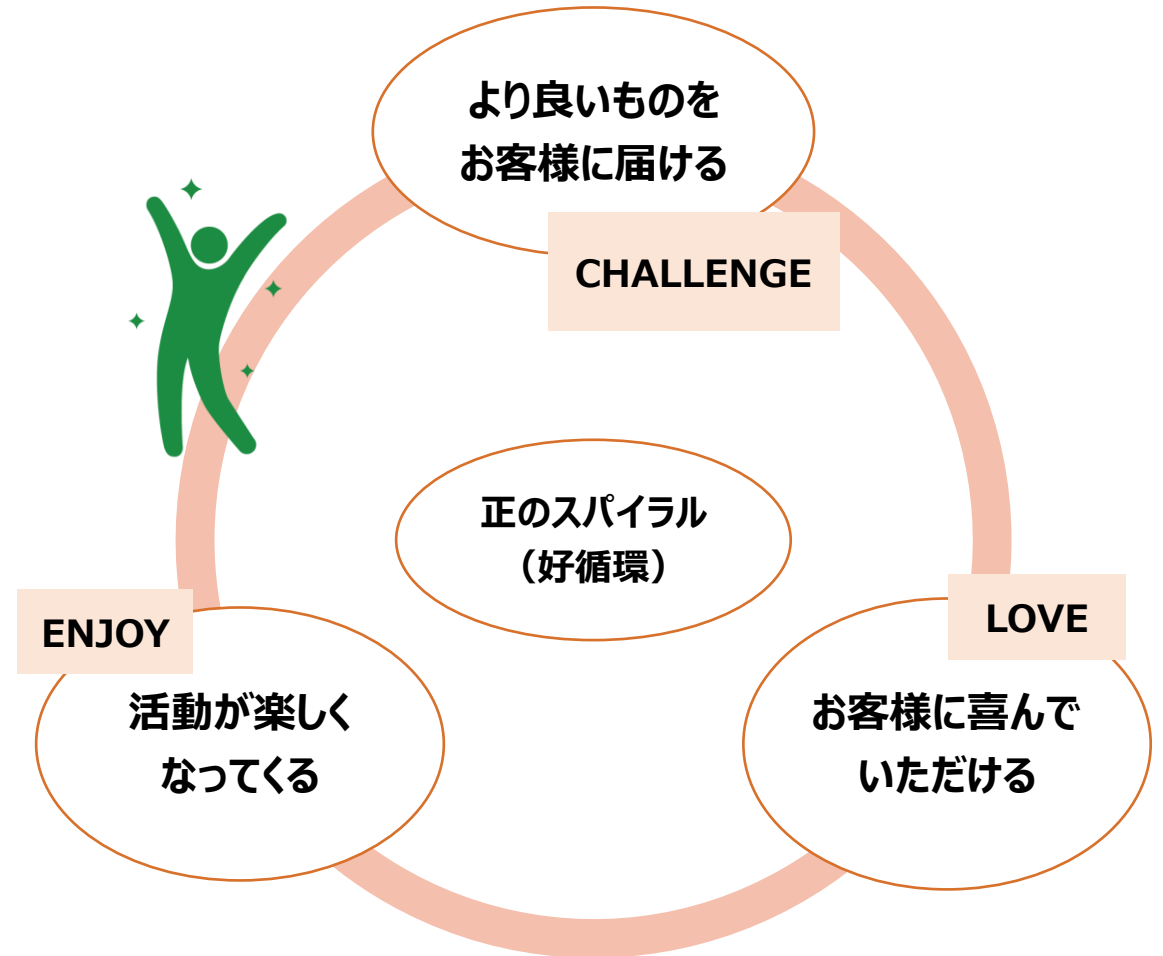 より良いものを
お客様に届ける
CHALLENGE
正のスパイラル
（好循環）
ENJOY
活動が楽しく
なってくる
LOVE
お客様に喜んで
いただける